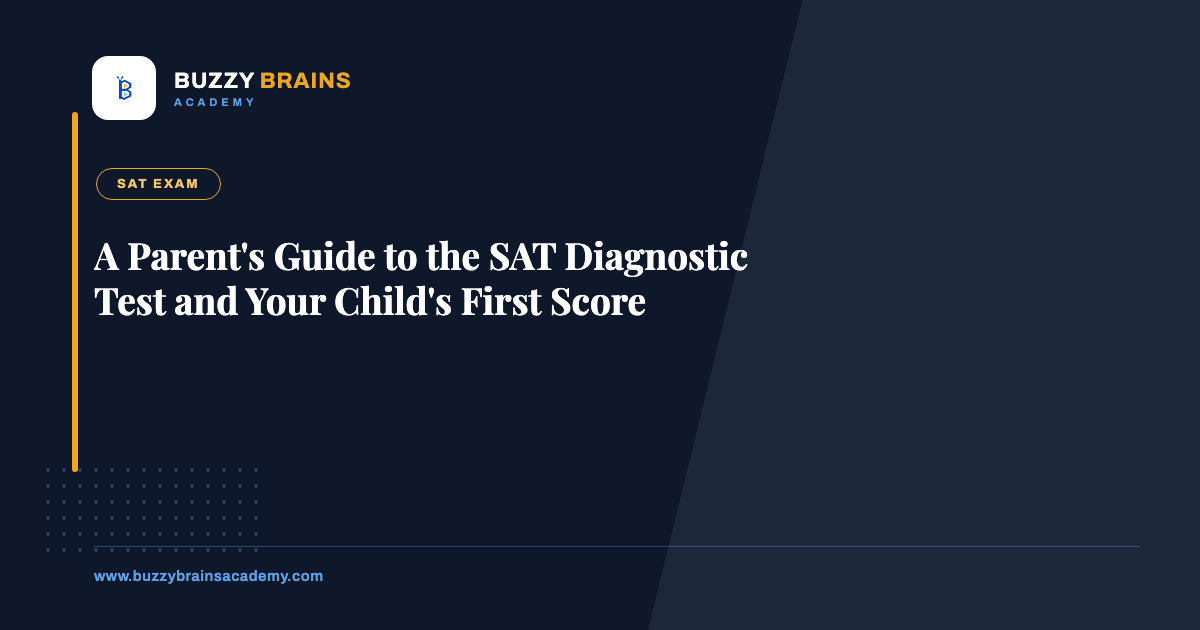 BUZZY BRAINS
ACADEMY
SAT EXAM
A Parent's Guide to the SAT Diagnostic
Test and Your Child's First Score
www.buzzybrainsacademy.com